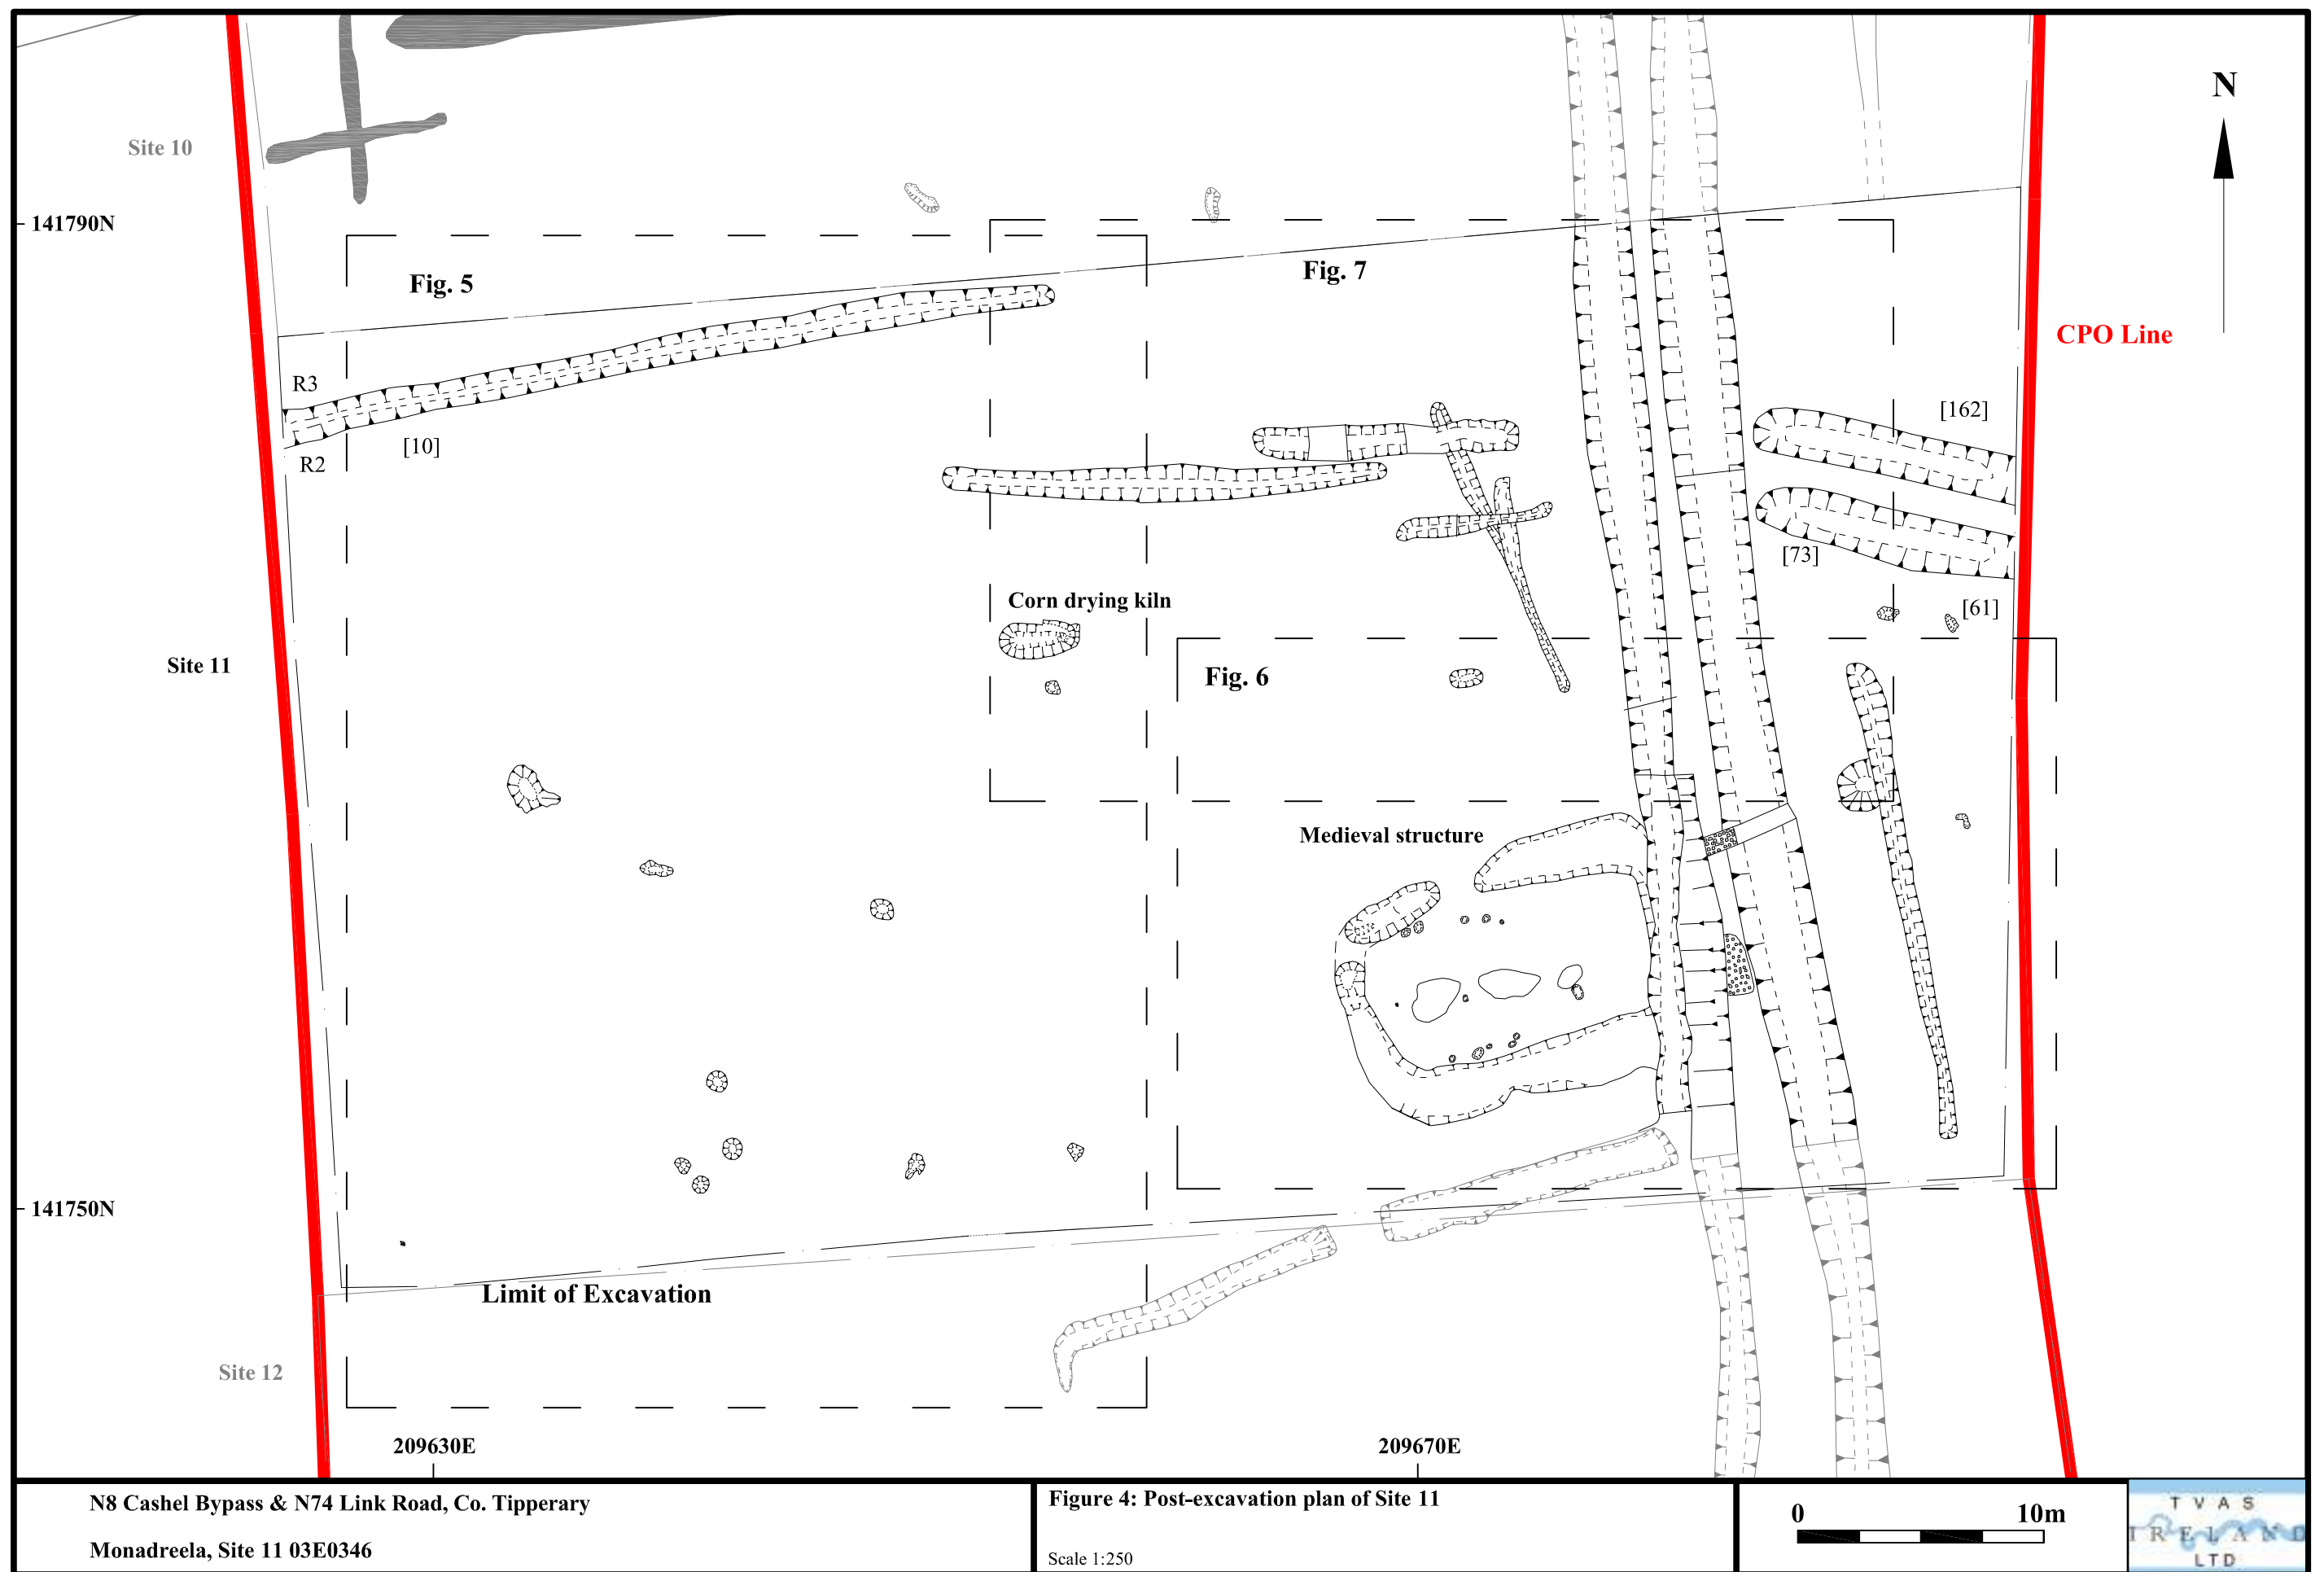 N
Site 10
141790N
Fig. 5
Fig. 7
CPO Line
R3
[162]
[10]
R2
[73]
Corn drying kiln
[61]
Site 11
Fig. 6
Medieval structure
141750N
Limit of Excavation
Site 12
209630E
209670E
N8 Cashel Bypass & N74 Link Road, Co. Tipperary
Monadreela, Site 11 03E0346
Figure 4: Post-excavation plan of Site 11
Scale 1:250
0 10m
TVAS
IRELAND
LTD